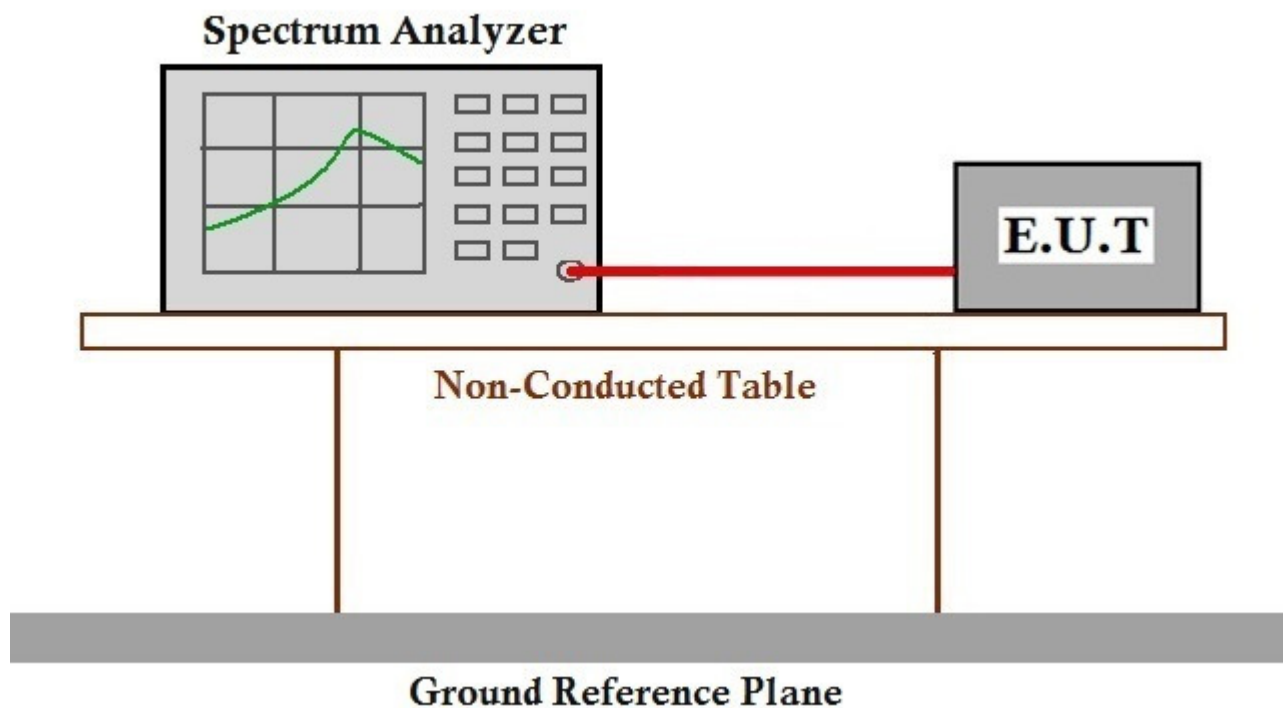 Spectrum Analyzer
E.U.T
Non-Conducted Table
Ground Reference Plane